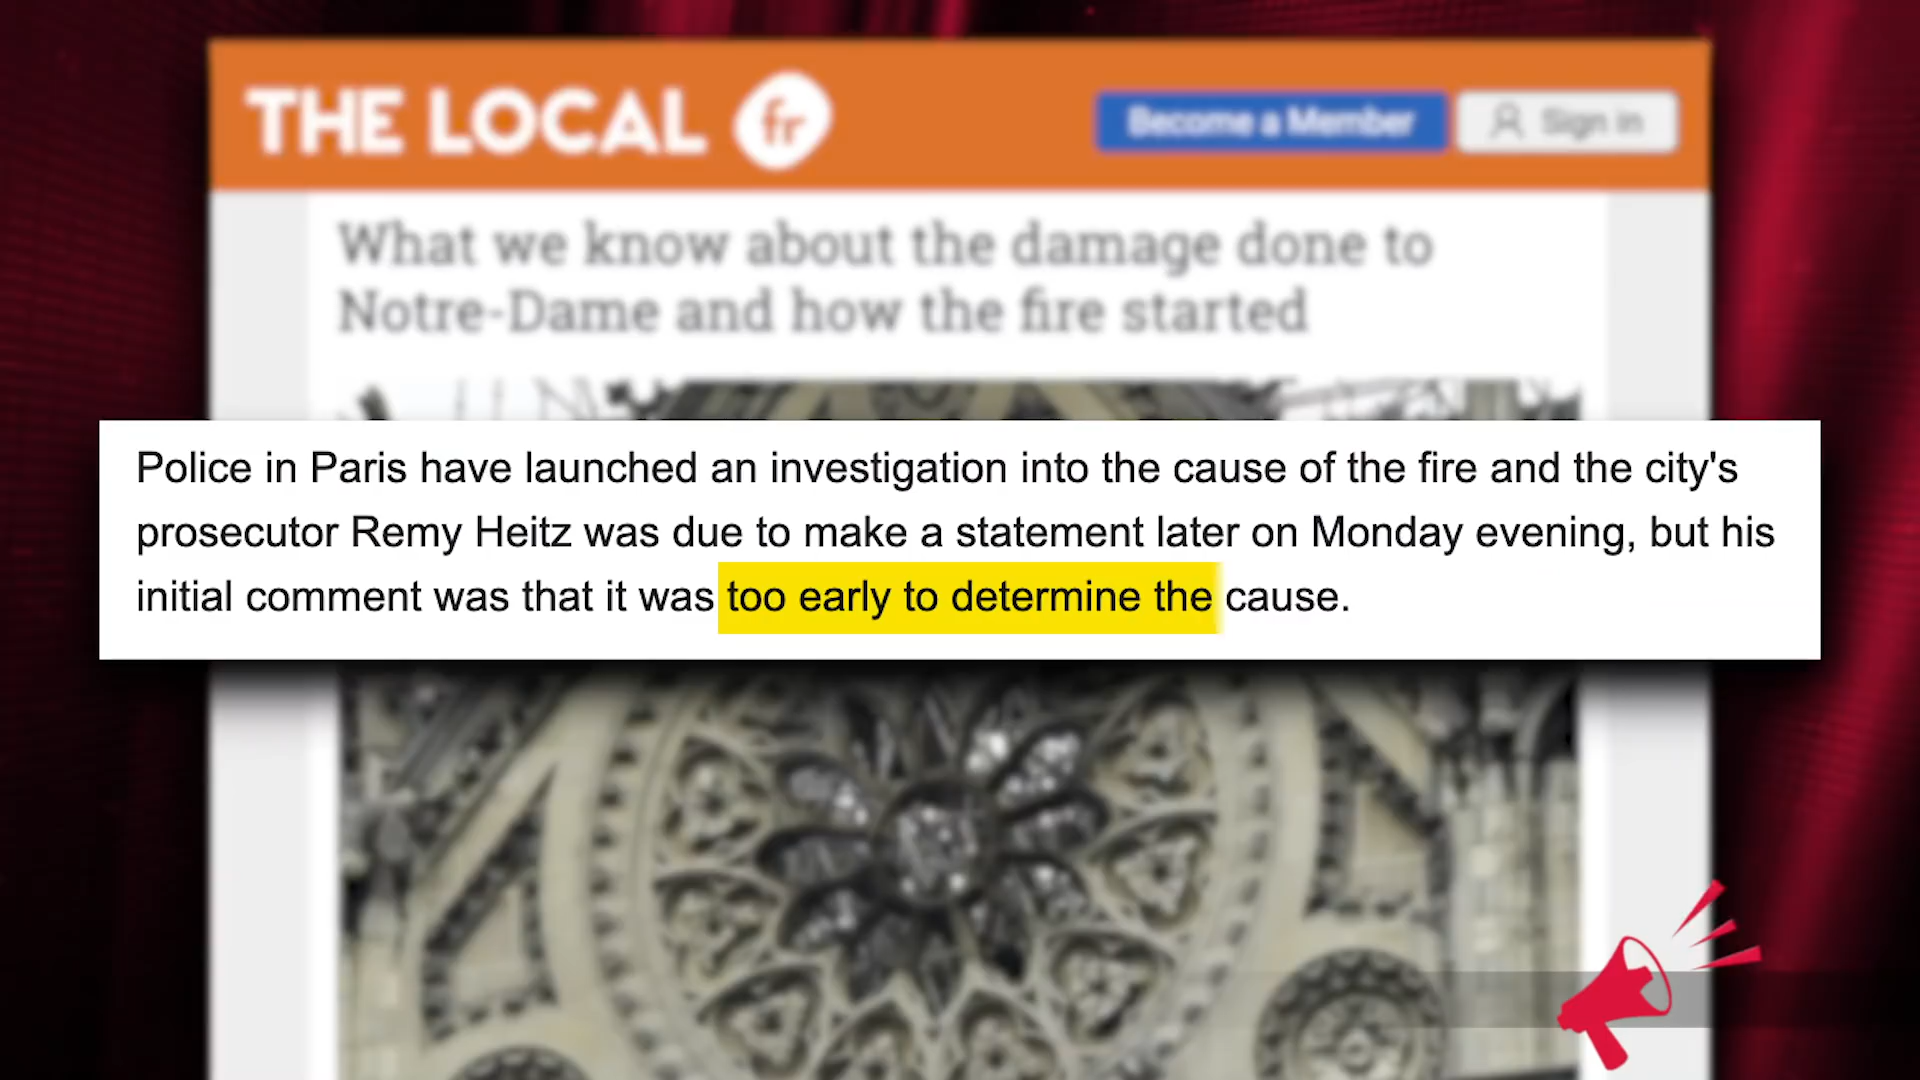 THE LOCAL fr
Become a Member
Sign in
What we know about the damage done to
Notre-Dame and how the fire started
Police in Paris have launched an investigation into the cause of the fire and the city's
prosecutor Remy Heitz was due to make a statement later on Monday evening, but his
initial comment was that it was too early to determine the cause.